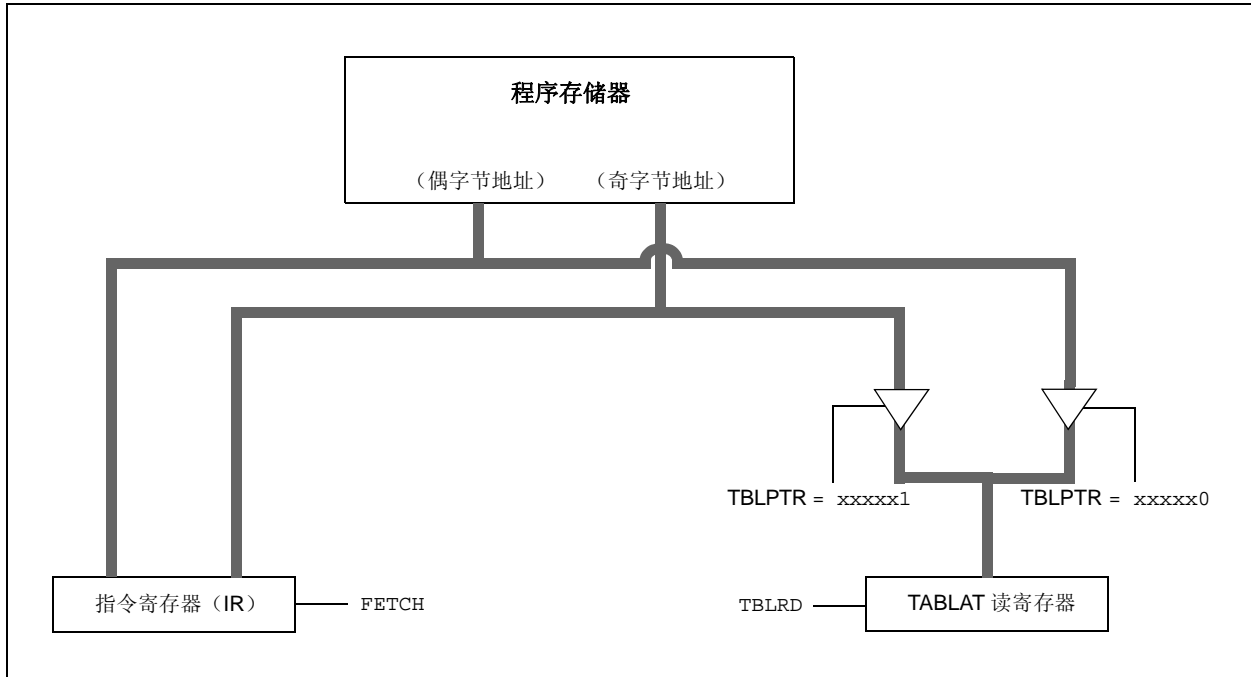 程序存储器
（偶字节地址） （奇字节地址）
TBLPTR = xxxxx1 TBLPTR = xxxxx0
指令寄存器（IR） FETCH TBLRD TABLAT 读寄存器